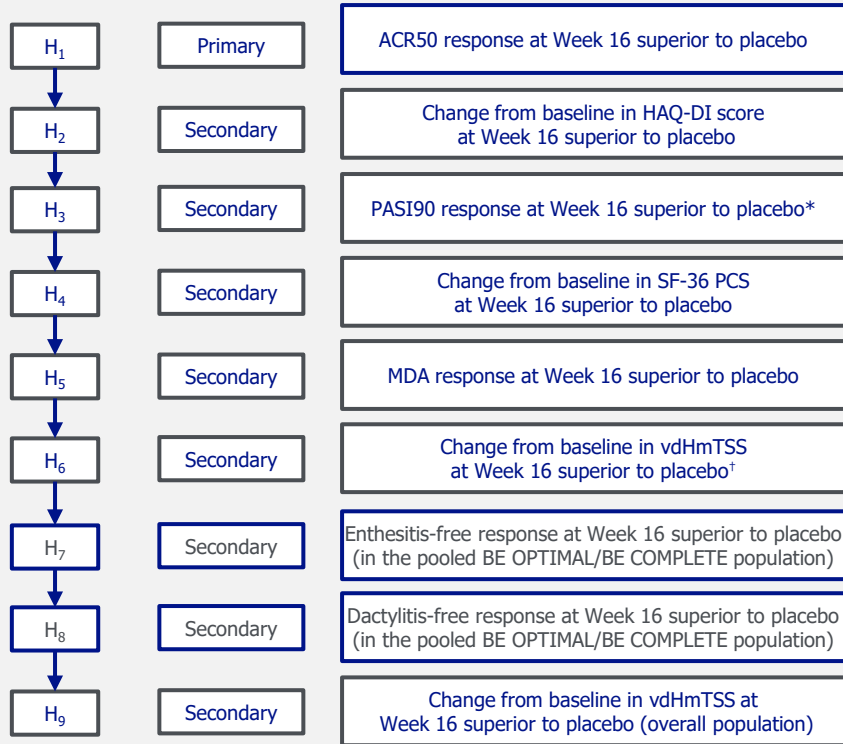 H₁ Primary ACR50 response at Week 16 superior to placebo
H₂ Secondary Change from baseline in HAQ-DI score
at Week 16 superior to placebo
H₃ Secondary PASI90 response at Week 16 superior to placebo*
H₄ Secondary Change from baseline in SF-36 PCS
at Week 16 superior to placebo
H₅ Secondary MDA response at Week 16 superior to placebo
H₆ Secondary Change from baseline in vdHmTSS
at Week 16 superior to placebo†
H₇ Secondary Enthesitis-free response at Week 16 superior to placebo
(in the pooled BE OPTIMAL/BE COMPLETE population)
H₈ Secondary Dactylitis-free response at Week 16 superior to placebo
(in the pooled BE OPTIMAL/BE COMPLETE population)
H₉ Secondary Change from baseline in vdHmTSS at
Week 16 superior to placebo (overall population)